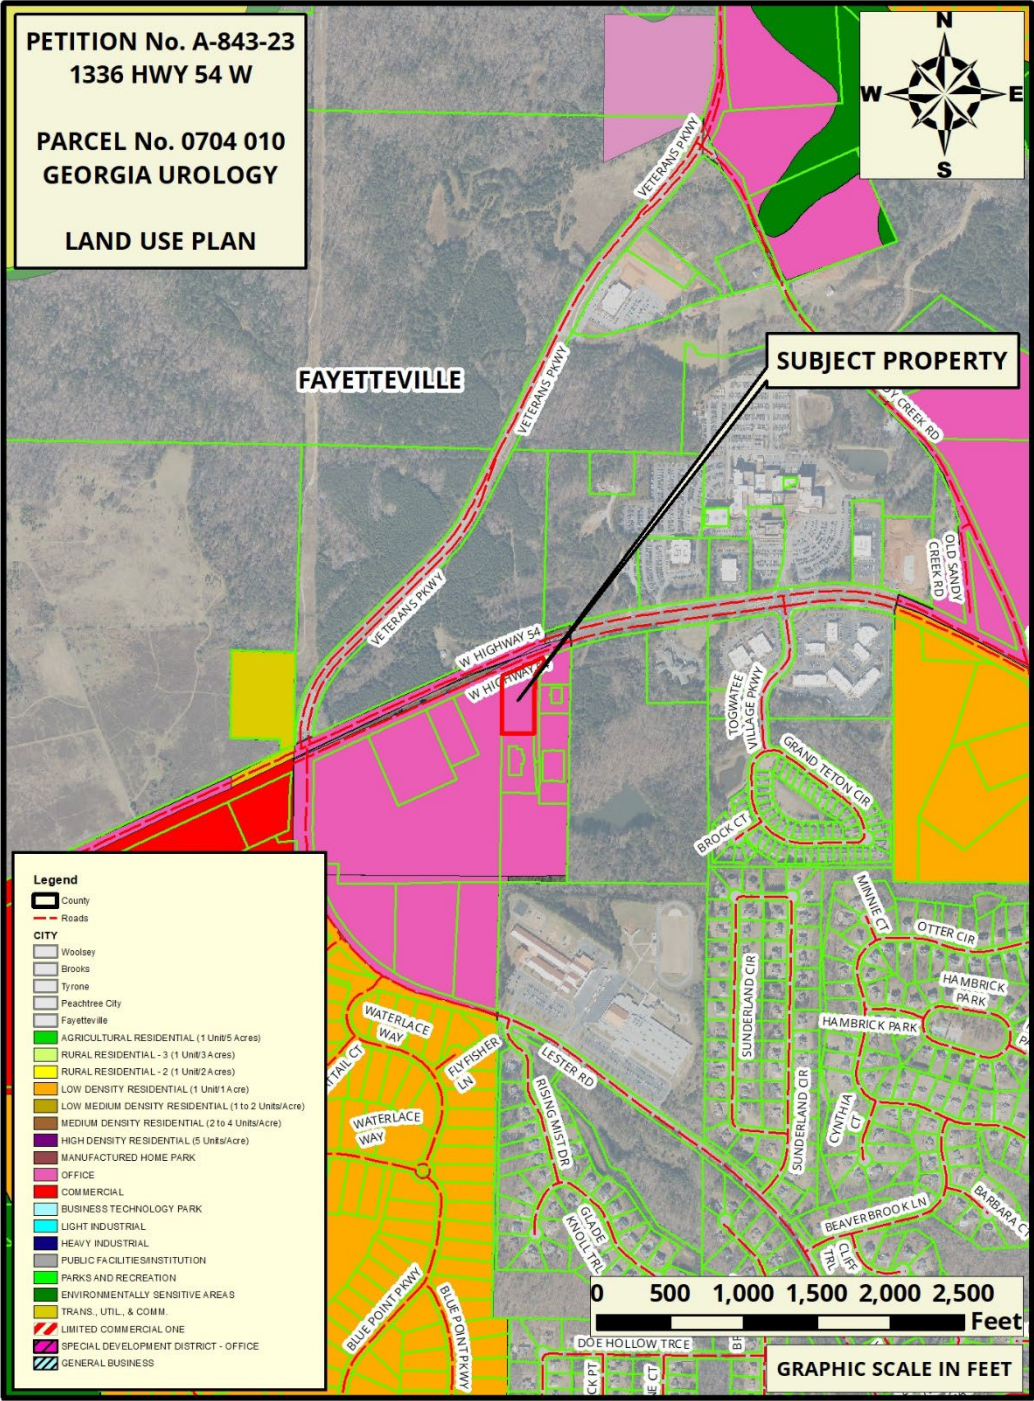 PETITION No. A-843-23
1336 HWY 54 W
PARCEL No. 0704 010
GEORGIA UROLOGY
LAND USE PLAN
N
W
E
S
VETERANS PKWY
SUBJECT PROPERTY
FAYETTEVILLE
VETERANS PKWY
CREEK RD
OLD SANDY
CREEK RD
VETERANS PKWY
W HIGHWAY 54
W HIGHWAY
TOGWATEE
VILLAGE PKWY
GRAND TETON CIR
BROCK CT
MINNIE CT
OTTER CIR
HAMBRICK
PARK
HAMBRICK PARK
SUNDERLAND CIR
WATERLACE
WAY
FLYFISHER
LN
LESTER RD
RISING MIST DR
WATERLACE
WAY
CYNTHIA
CT
SUNDERLAND CIR
BARBARA CT
BEAVERBROOK LN
GLADE
KNOLL TRL
CLIFF
TRL
BLUE POINT PKWY
BLUE POINT PKWY
DOE HOLLOW TRCE
CK PT
NE CT
Legend
County
Roads
CITY
Woolsey
Brooks
Tyrone
Peachtree City
Fayetteville
AGRICULTURAL RESIDENTIAL (1 Unit/5 Acres)
RURAL RESIDENTIAL - 3 (1 Unit/3 Acres)
RURAL RESIDENTIAL - 2 (1 Unit/2 Acres)
LOW DENSITY RESIDENTIAL (1 Unit/1 Acre)
LOW MEDIUM DENSITY RESIDENTIAL (1 to 2 Units/Acre)
MEDIUM DENSITY RESIDENTIAL (2 to 4 Units/Acre)
HIGH DENSITY RESIDENTIAL (5 Units/Acre)
MANUFACTURED HOME PARK
OFFICE
COMMERCIAL
BUSINESS TECHNOLOGY PARK
LIGHT INDUSTRIAL
HEAVY INDUSTRIAL
PUBLIC FACILITIES/INSTITUTION
PARKS AND RECREATION
ENVIRONMENTALLY SENSITIVE AREAS
TRANS., UTIL., & COMM.
LIMITED COMMERCIAL ONE
SPECIAL DEVELOPMENT DISTRICT - OFFICE
GENERAL BUSINESS
0 500 1,000 1,500 2,000 2,500
Feet
GRAPHIC SCALE IN FEET